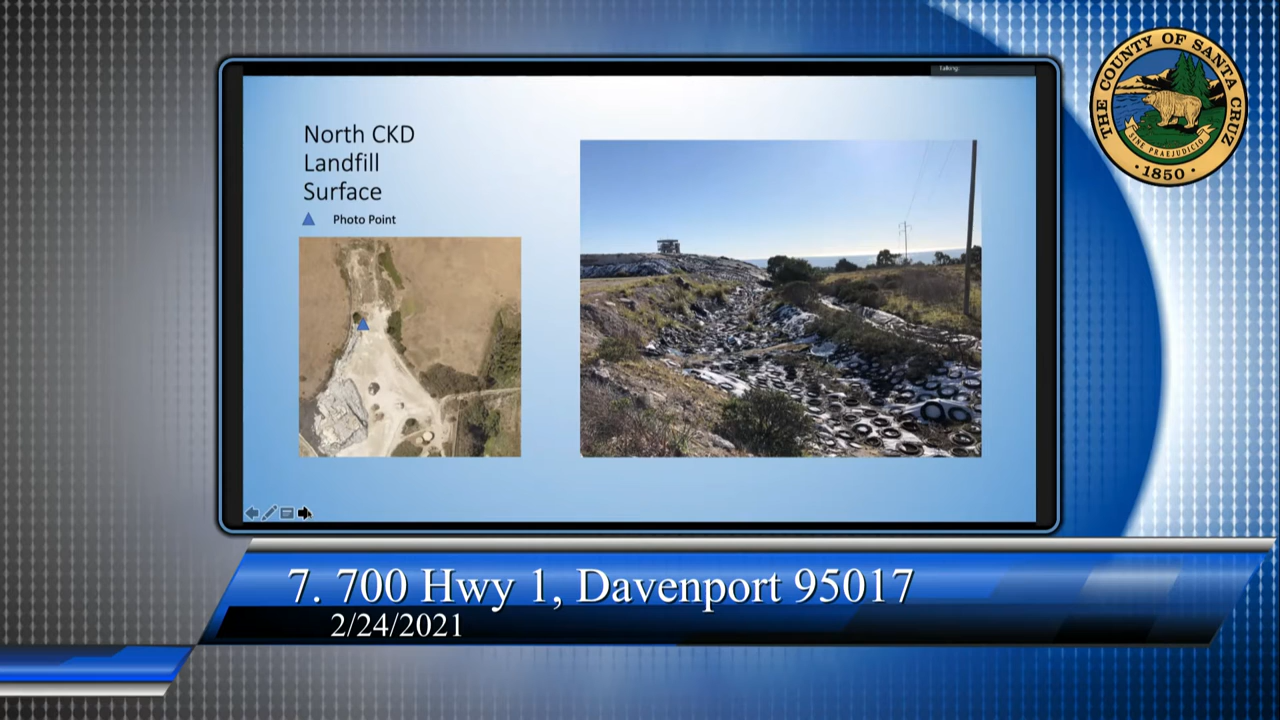 Talking:
North CKD
Landfill
Surface
Photo Point
THE COUNTY OF SANTA CRUZ
SINE PRAEJUDICIO
· 1850 ·
7. 700 Hwy 1, Davenport 95017
2/24/2021